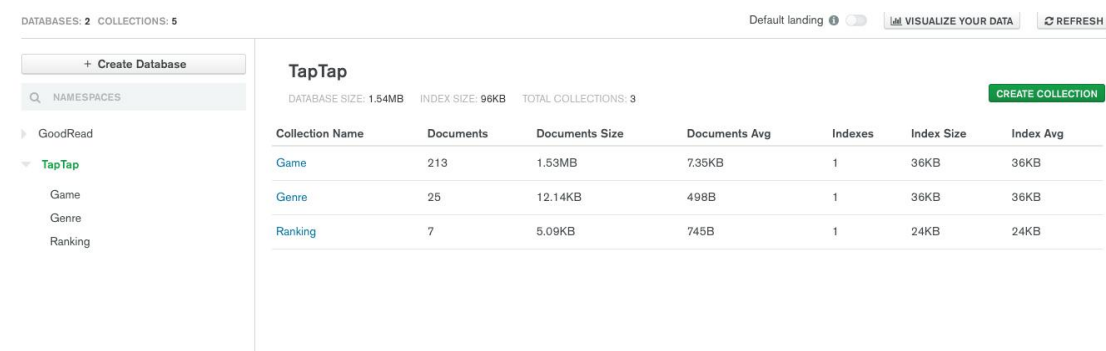 DATABASES: 2 COLLECTIONS: 5
Default landing
VISUALIZE YOUR DATA
REFRESH
+ Create Database
NAMESPACES
GoodRead
TapTap
Game
Genre
Ranking
TapTap
DATABASE SIZE: 1.54MB INDEX SIZE: 96KB TOTAL COLLECTIONS: 3
CREATE COLLECTION
Collection Name Documents Documents Size Documents Avg Indexes Index Size Index Avg
Game 213 1.53MB 7.35KB 1 36KB 36KB
Genre 25 12.14KB 498B 1 36KB 36KB
Ranking 7 5.09KB 745B 1 24KB 24KB